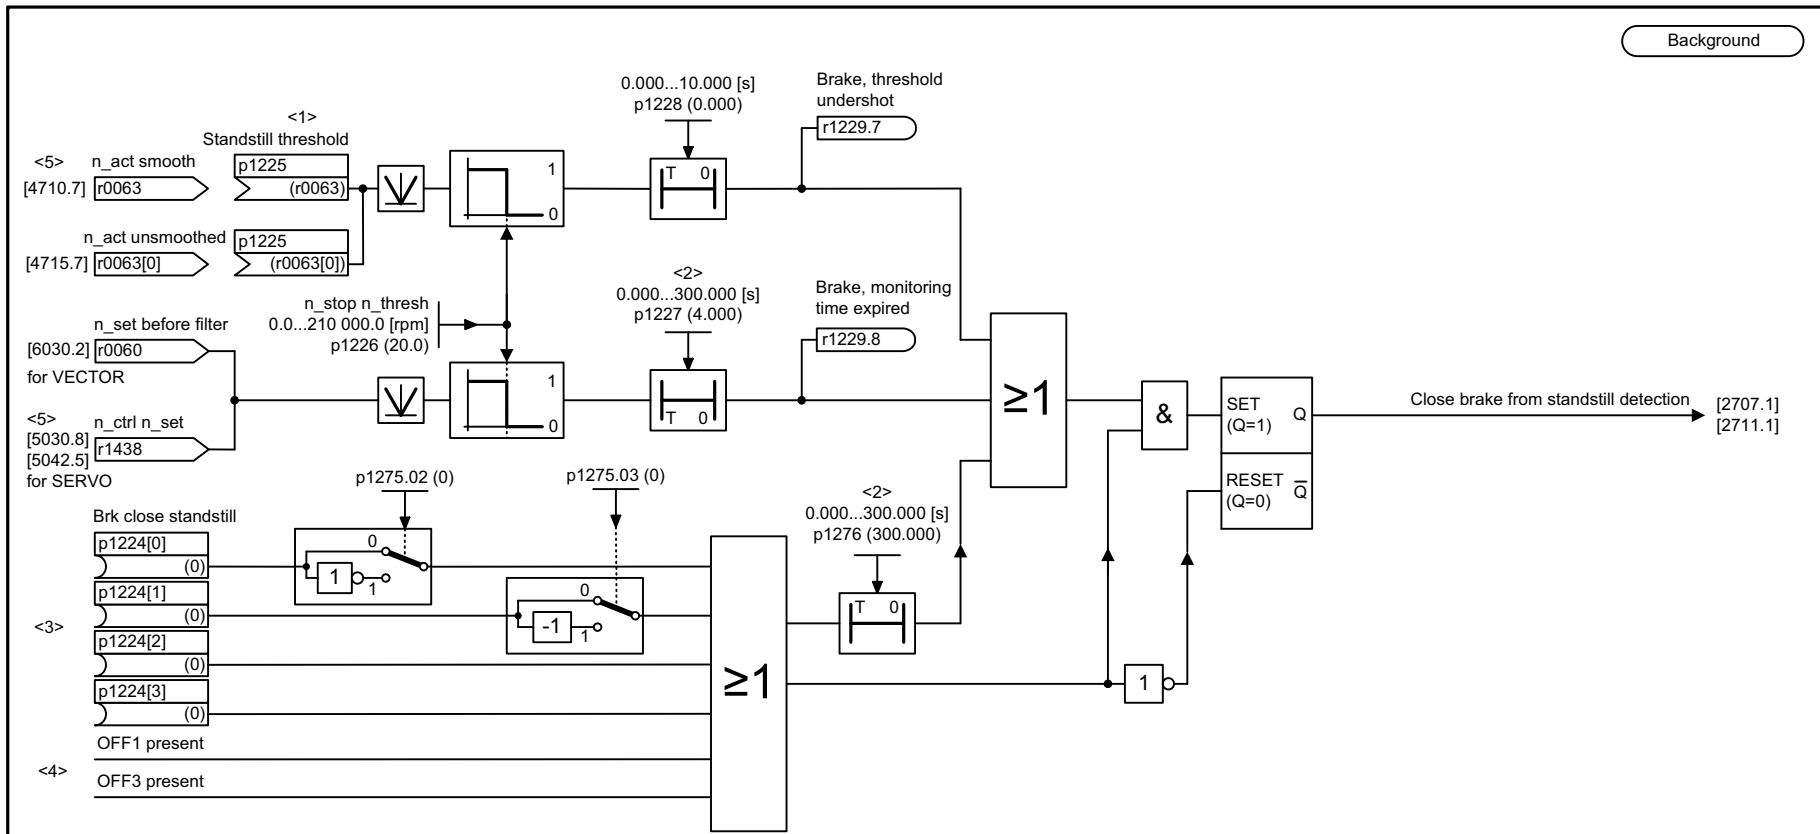 Background
<1>
Standstill threshold
<5>
n_act smooth
p1225
[4710.7]
r0063
(r0063)
n_act unsmoothed
p1225
[4715.7]
r0063[0]
(r0063[0])
1
0
0.000...10.000 [s]
p1228 (0.000)
T 0
Brake, threshold
undershot
r1229.7
n_stop n_thresh
0.0...210 000.0 [rpm]
p1226 (20.0)
n_set before filter
[6030.2]
r0060
for VECTOR
<5>
[5030.8]
[5042.5]
for SERVO
n_ctrl n_set
r1438
1
0
<2>
0.000...300.000 [s]
p1227 (4.000)
T 0
Brake, monitoring
time expired
r1229.8
≥1
&
SET
(Q=1)
Q
RESET
(Q=0)
Q̅
Close brake from standstill detection
[2707.1]
[2711.1]
p1275.02 (0)
p1275.03 (0)
Brk close standstill
p1224[0]
(0)
0
1
1
p1224[1]
(0)
0
-1
1
<3>
p1224[2]
(0)
p1224[3]
(0)
OFF1 present
<4>
OFF3 present
≥1
<2>
0.000...300.000 [s]
p1276 (300.000)
T 0
1